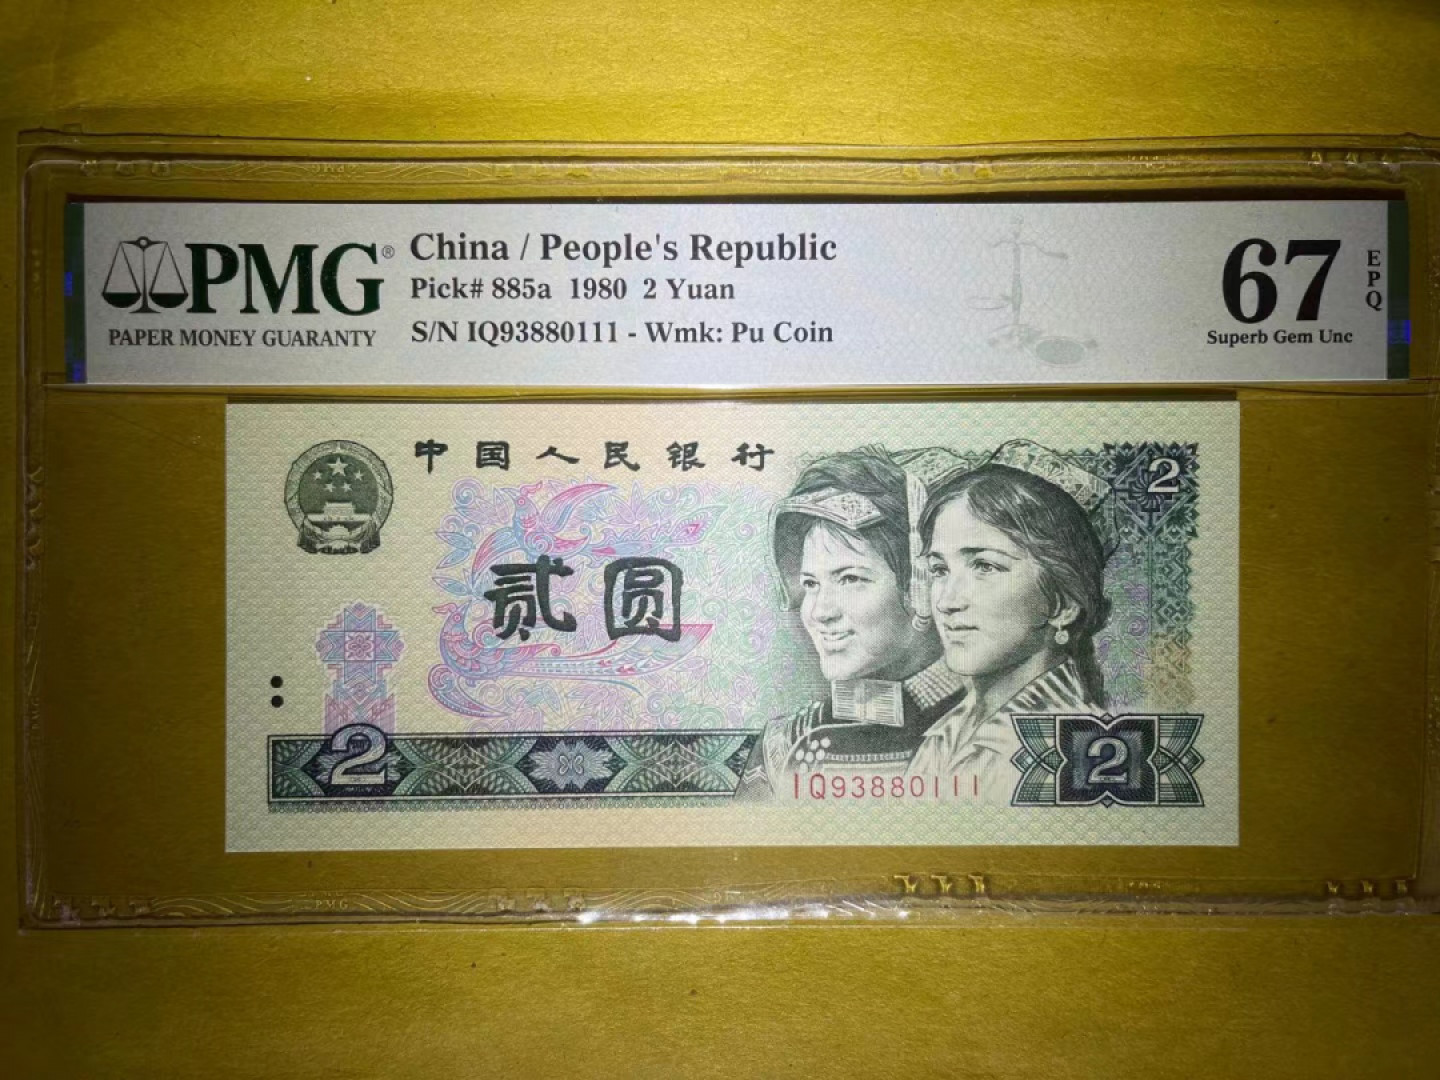 PMG®
PAPER MONEY GUARANTY
China / People's Republic
Pick# 885a 1980 2 Yuan
S/N IQ93880111 - Wmk: Pu Coin
67
EPQ
Superb Gem Unc
中国人民银行
2
贰圆
2
IQ93880111
2
PMG